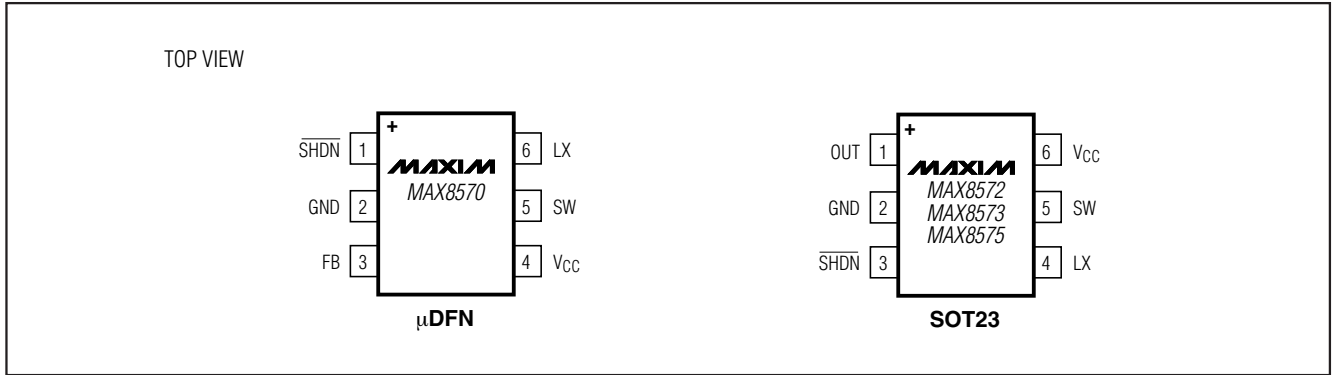 TOP VIEW
+
SHDN 1 MAXIM 6 LX
MAX8570
GND 2 5 SW
FB 3 4 VCC
µDFN
+
OUT 1 MAXIM 6 VCC
MAX8572
GND 2 MAX8573 5 SW
MAX8575
SHDN 3 4 LX
SOT23